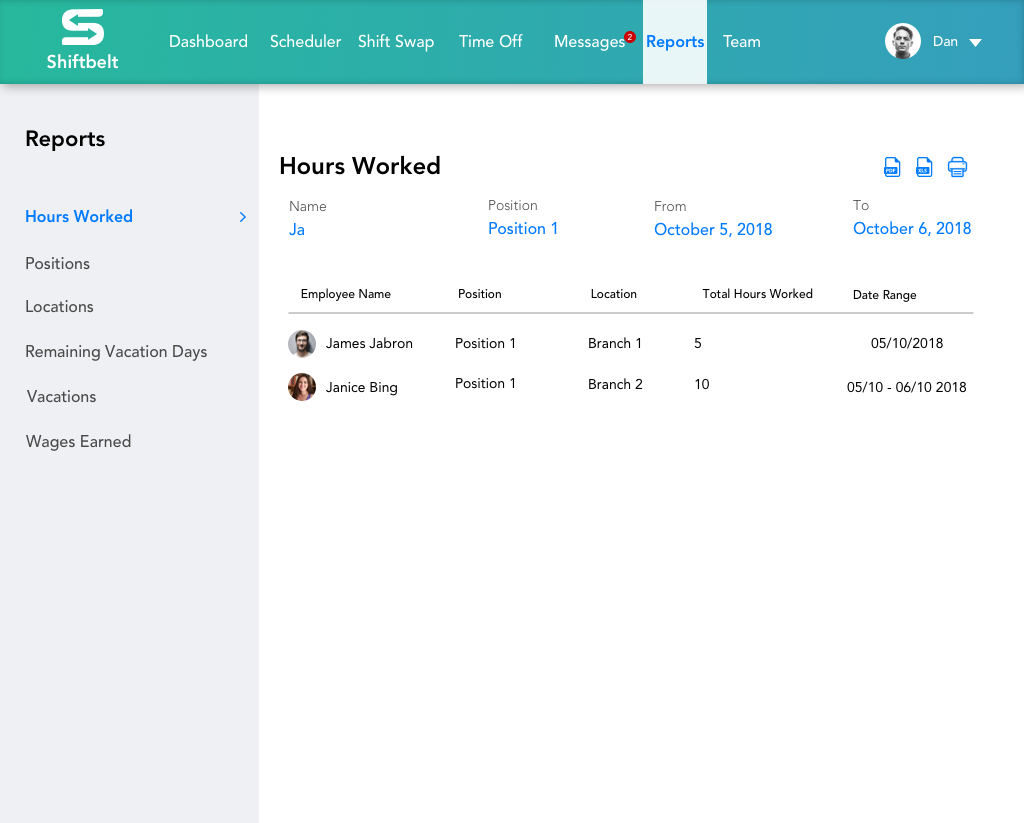 Shiftbelt
Dashboard Scheduler Shift Swap Time Off Messages 2 Reports Team Dan
Reports
Hours Worked
Positions
Locations
Remaining Vacation Days
Vacations
Wages Earned
Hours Worked
PDF XLS
Name Position From To
Ja Position 1 October 5, 2018 October 6, 2018
Employee Name Position Location Total Hours Worked Date Range
James Jabron Position 1 Branch 1 5 05/10/2018
Janice Bing Position 1 Branch 2 10 05/10 - 06/10 2018